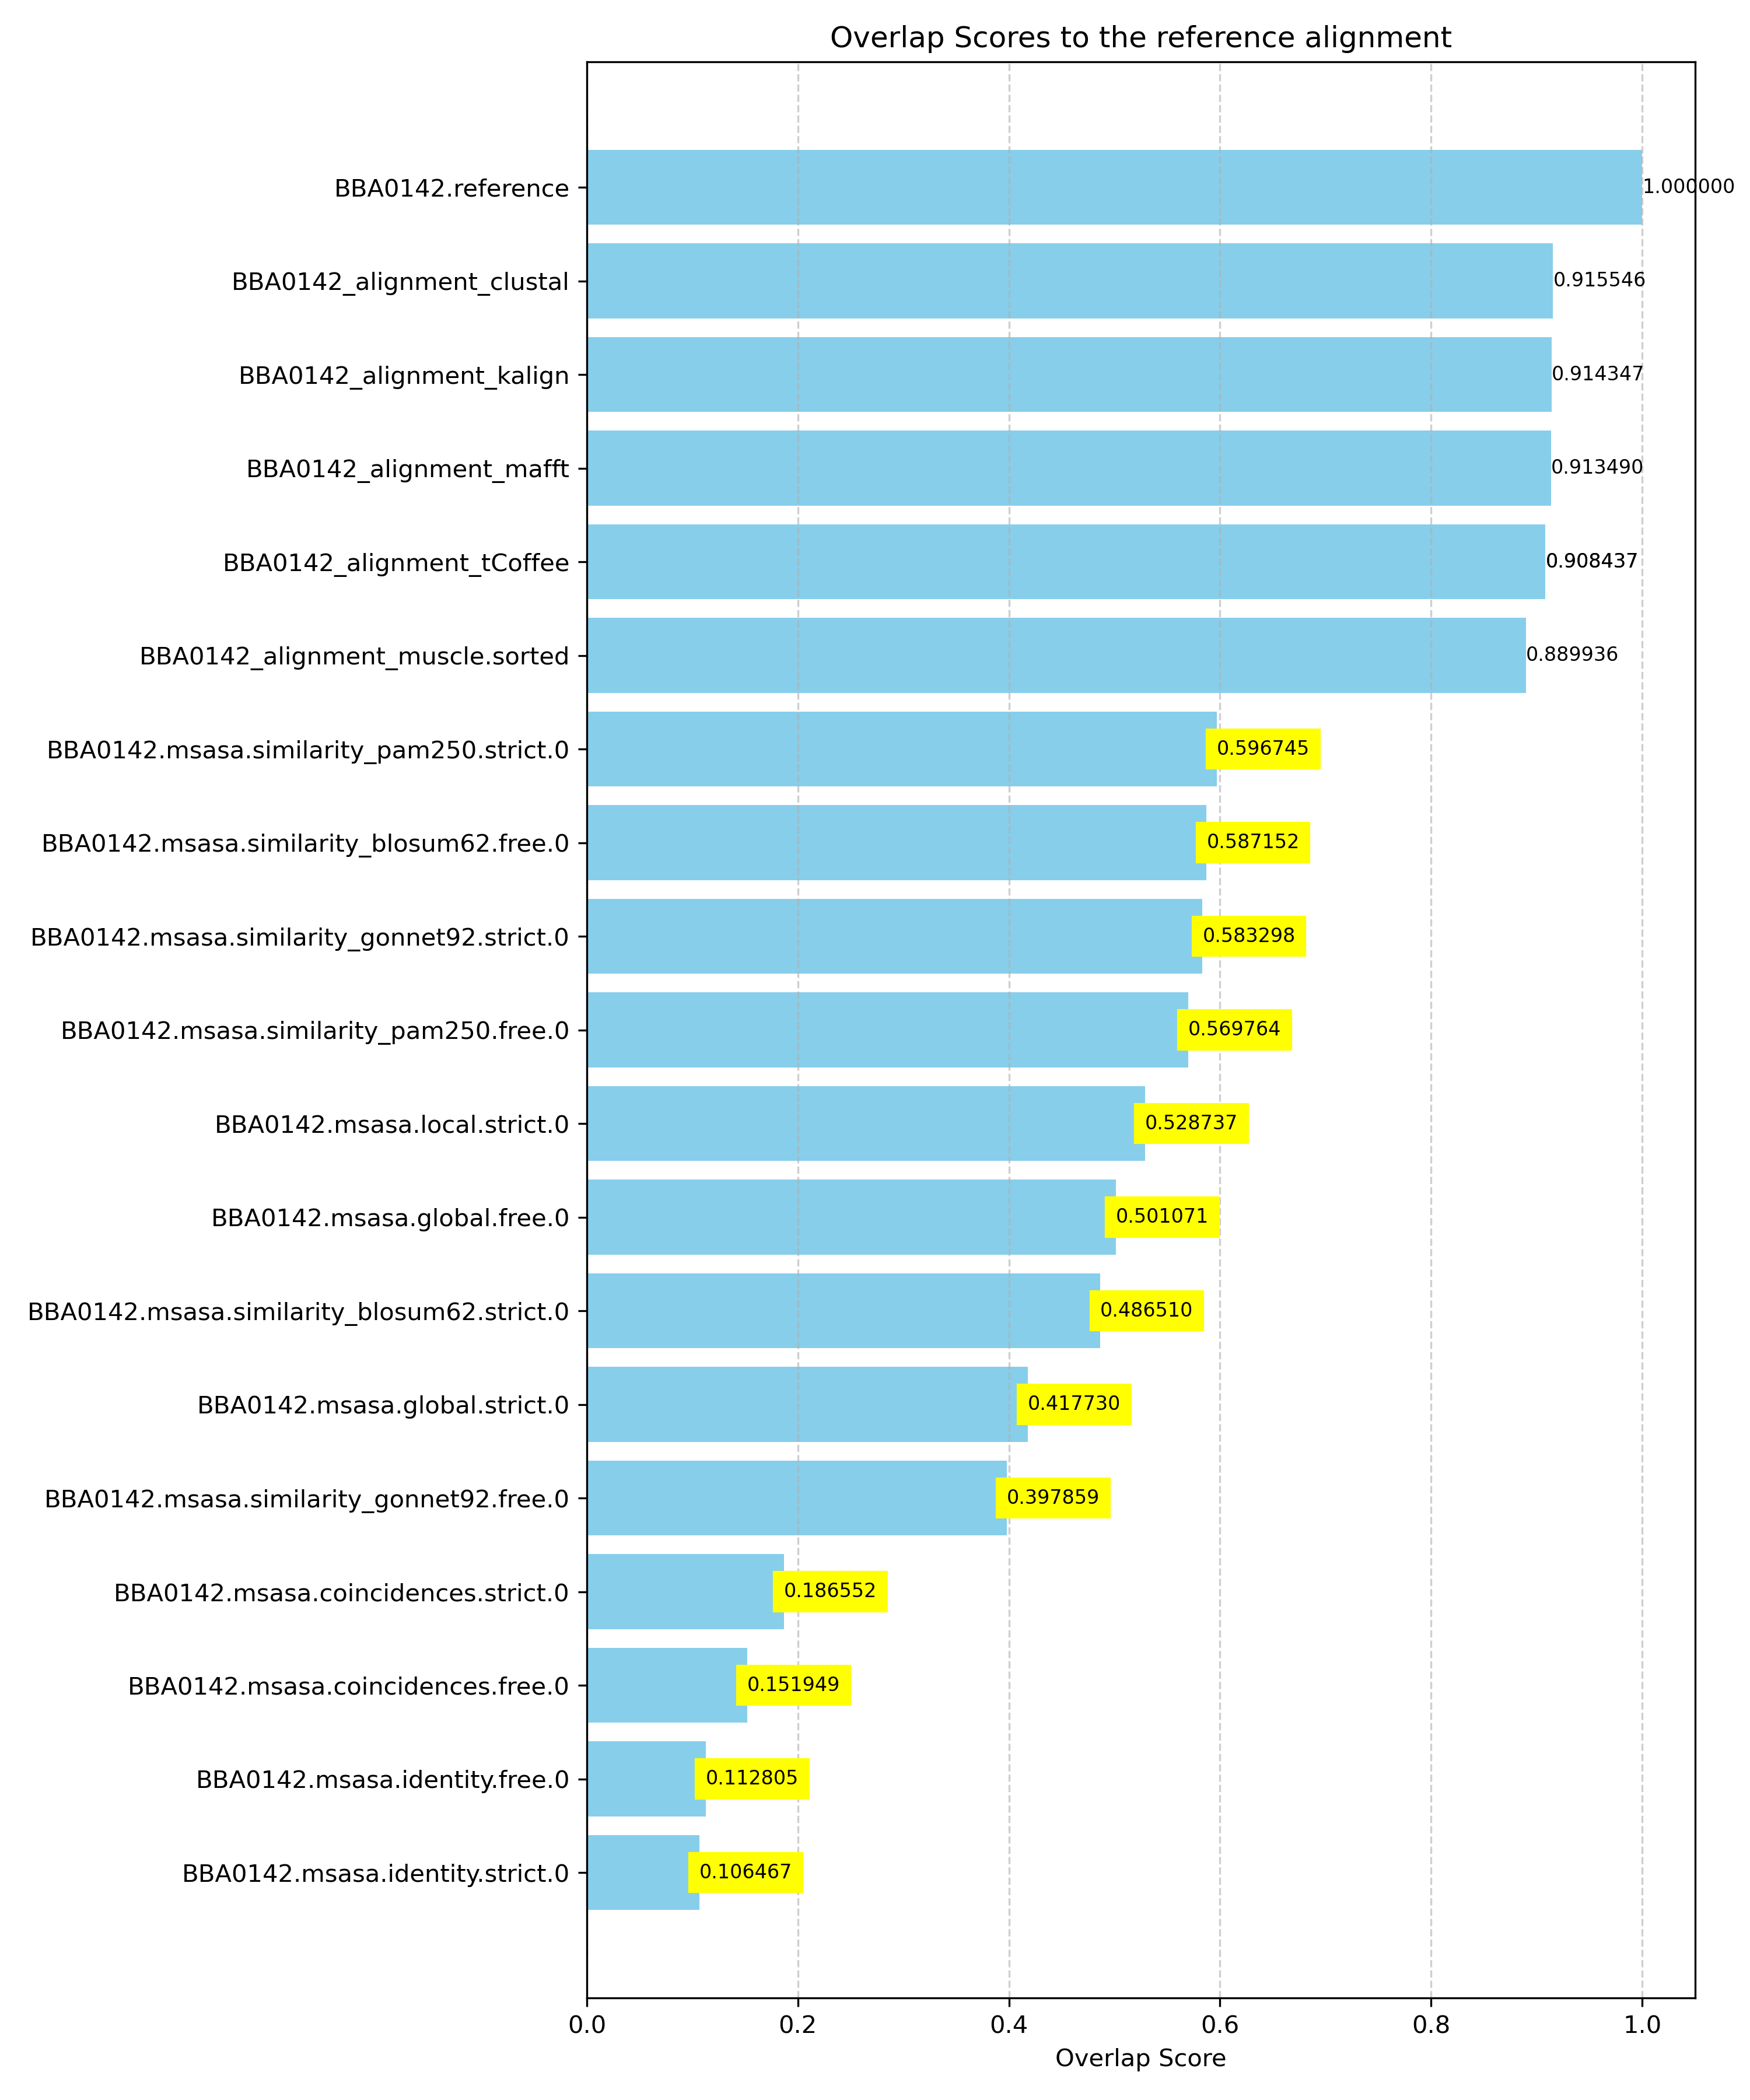 Overlap Scores to the reference alignment
BBA0142.reference 1.000000
BBA0142_alignment_clustal 0.915546
BBA0142_alignment_kalign 0.914347
BBA0142_alignment_mafft 0.913490
BBA0142_alignment_tCoffee 0.908437
BBA0142_alignment_muscle.sorted 0.889936
BBA0142.msasa.similarity_pam250.strict.0 0.596745
BBA0142.msasa.similarity_blosum62.free.0 0.587152
BBA0142.msasa.similarity_gonnet92.strict.0 0.583298
BBA0142.msasa.similarity_pam250.free.0 0.569764
BBA0142.msasa.local.strict.0 0.528737
BBA0142.msasa.global.free.0 0.501071
BBA0142.msasa.similarity_blosum62.strict.0 0.486510
BBA0142.msasa.global.strict.0 0.417730
BBA0142.msasa.similarity_gonnet92.free.0 0.397859
BBA0142.msasa.coincidences.strict.0 0.186552
BBA0142.msasa.coincidences.free.0 0.151949
BBA0142.msasa.identity.free.0 0.112805
BBA0142.msasa.identity.strict.0 0.106467
0.0 0.2 0.4 0.6 0.8 1.0
Overlap Score